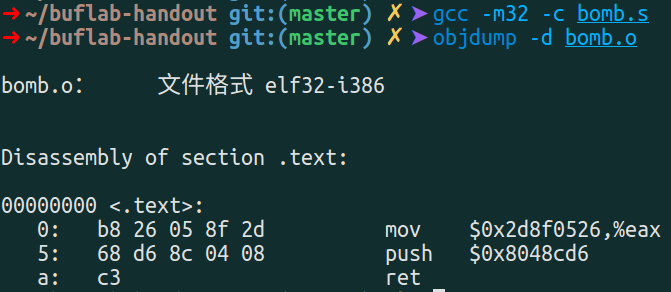 ➜ ~/buflab-handout git:(master) ✗ ➤ gcc -m32 -c bomb.s
➜ ~/buflab-handout git:(master) ✗ ➤ objdump -d bomb.o
bomb.o：     文件格式 elf32-i386
Disassembly of section .text:
00000000 <.text>:
0:	b8 26 05 8f 2d	mov    $0x2d8f0526,%eax
5:	68 d6 8c 04 08	push   $0x8048cd6
a:	c3	ret